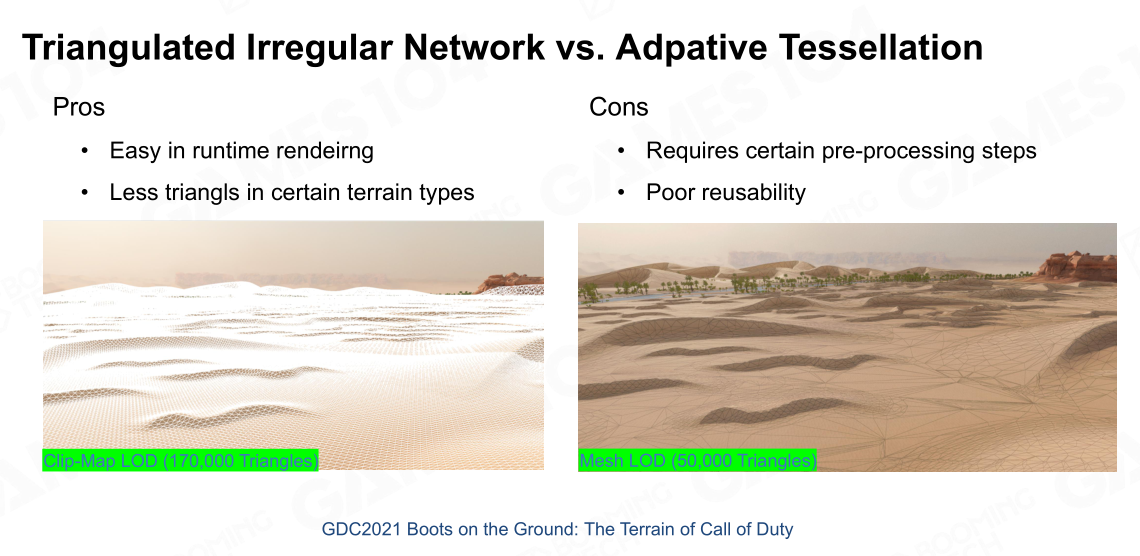 Triangulated Irregular Network vs. Adpative Tessellation
Pros
• Easy in runtime rendeirng
• Less triangls in certain terrain types
Cons
• Requires certain pre-processing steps
• Poor reusability
Clip-Map LOD (170,000 Triangles)
Mesh LOD (50,000 Triangles)
GDC2021 Boots on the Ground: The Terrain of Call of Duty